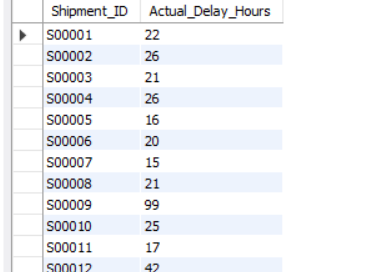 Shipment_ID Actual_Delay_Hours
S00001 22
S00002 26
S00003 21
S00004 26
S00005 16
S00006 20
S00007 15
S00008 21
S00009 99
S00010 25
S00011 17
S00012 42